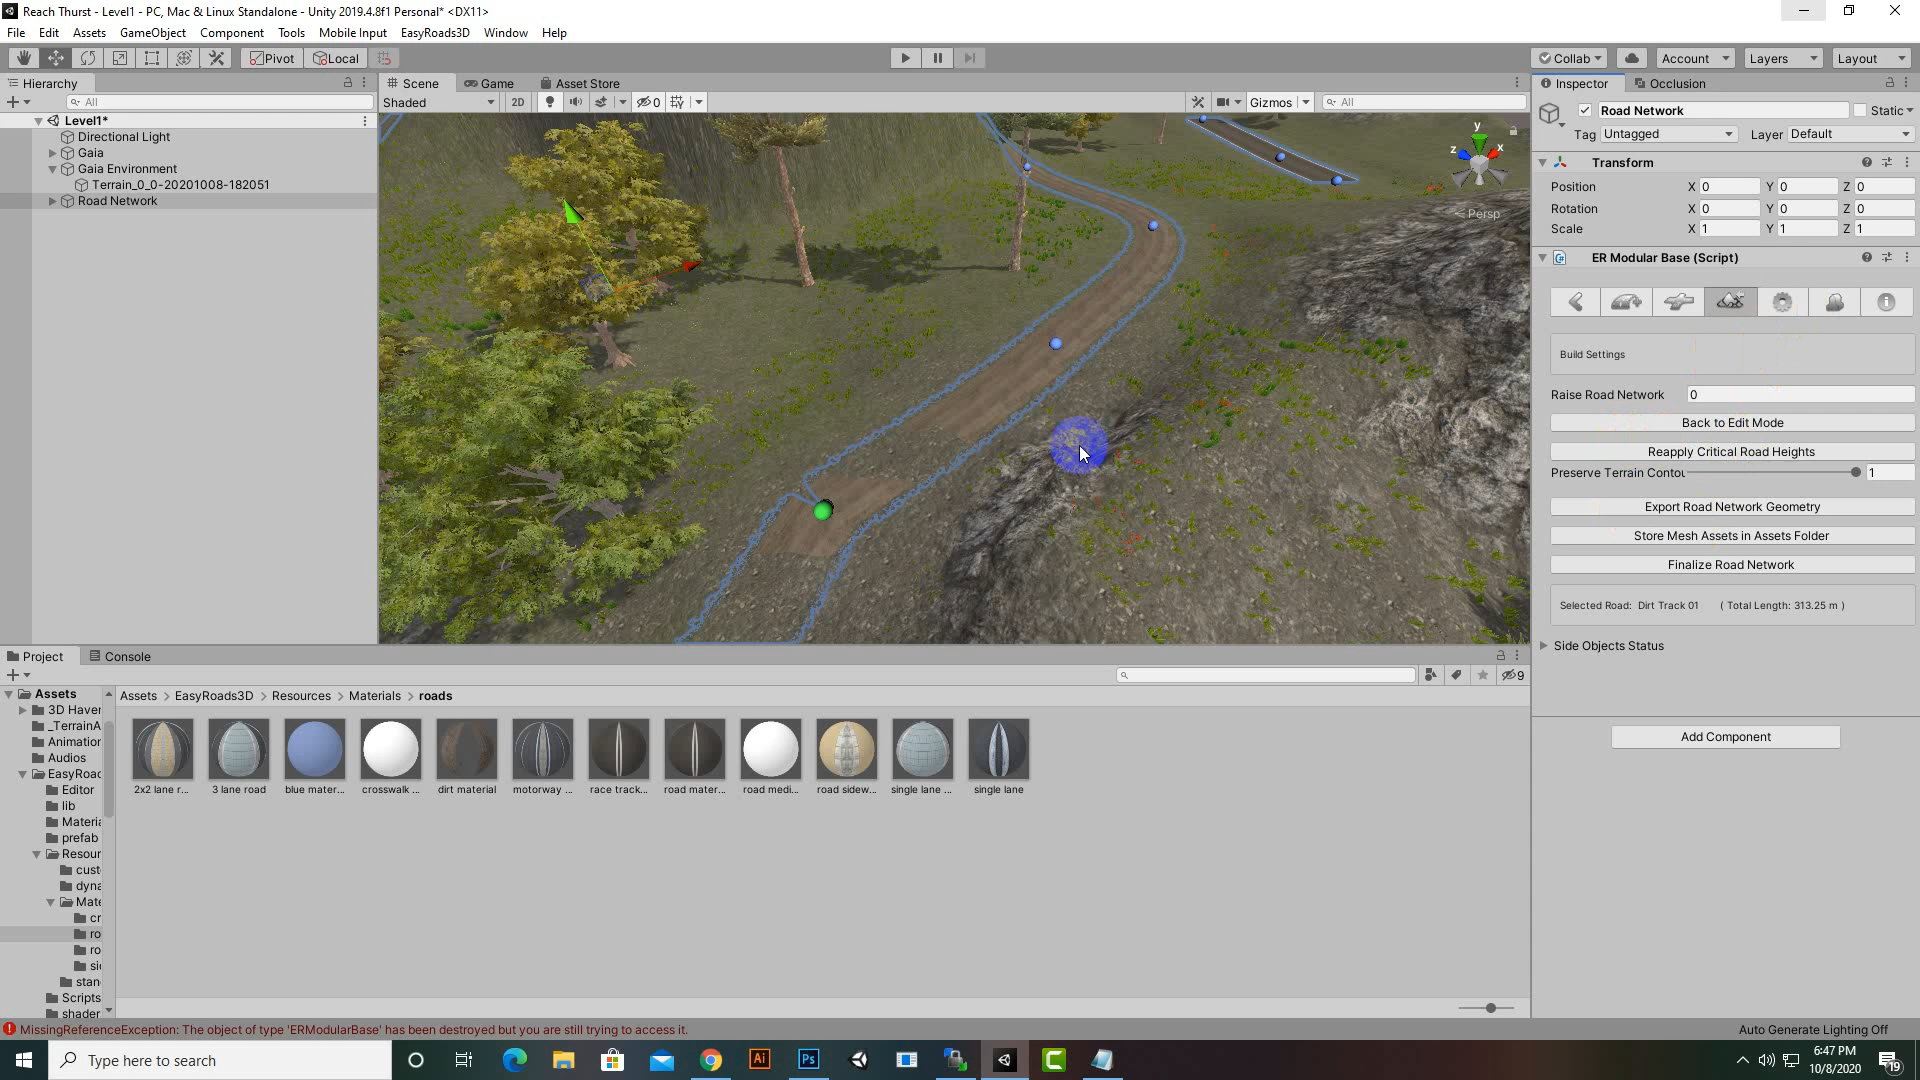 Reach Thurst - Level1 - PC, Mac & Linux Standalone - Unity 2019.4.8f1 Personal* <DX11>
File Edit Assets GameObject Component Tools Mobile Input EasyRoads3D Window Help
Pivot Local Collab Account Layers Layout
Hierarchy
All
Level1*
Directional Light
Gaia
Gaia Environment
Terrain_0_0-20201008-182051
Road Network
Scene Game Asset Store
Shaded 2D 0 Gizmos All
y
z x
Persp
Inspector Occlusion
Road Network Static
Tag Untagged Layer Default
Transform
Position X 0 Y 0 Z 0
Rotation X 0 Y 0 Z 0
Scale X 1 Y 1 Z 1
ER Modular Base (Script)
Build Settings
Raise Road Network 0
Back to Edit Mode
Reapply Critical Road Heights
Preserve Terrain Contou 1
Export Road Network Geometry
Store Mesh Assets in Assets Folder
Finalize Road Network
Selected Road: Dirt Track 01 ( Total Length: 313.25 m )
Side Objects Status
Add Component
Project Console
9
Assets
3D Haven
_TerrainA
Animation
Audios
EasyRoad
Editor
lib
Materia
prefab
Resour
custo
dyna
Mate
cr
ro
ro
sid
stan
Scripts
shader
Assets > EasyRoads3D > Resources > Materials > roads
2x2 lane r... 3 lane road blue mater... crosswalk ... dirt material motorway ... race track... road mater... road medi... road sidew... single lane ... single lane
MissingReferenceException: The object of type 'ERModularBase' has been destroyed but you are still trying to access it.
Auto Generate Lighting Off
Type here to search
Ai
Ps
6:47 PM
10/8/2020
19